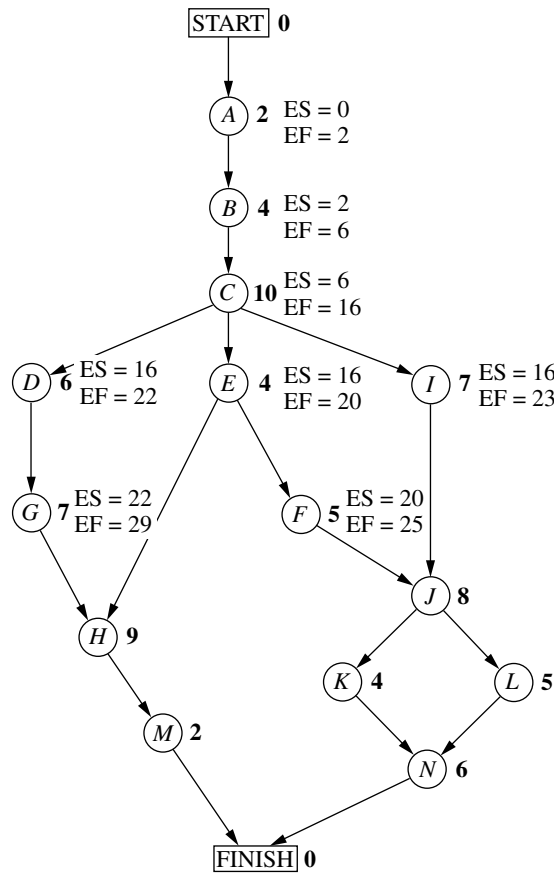 START 0
A 2 ES = 0
EF = 2
B 4 ES = 2
EF = 6
C 10 ES = 6
EF = 16
D 6 ES = 16
EF = 22
E 4 ES = 16
EF = 20
I 7 ES = 16
EF = 23
G 7 ES = 22
EF = 29
F 5 ES = 20
EF = 25
J 8
H 9
K 4
L 5
M 2
N 6
FINISH 0